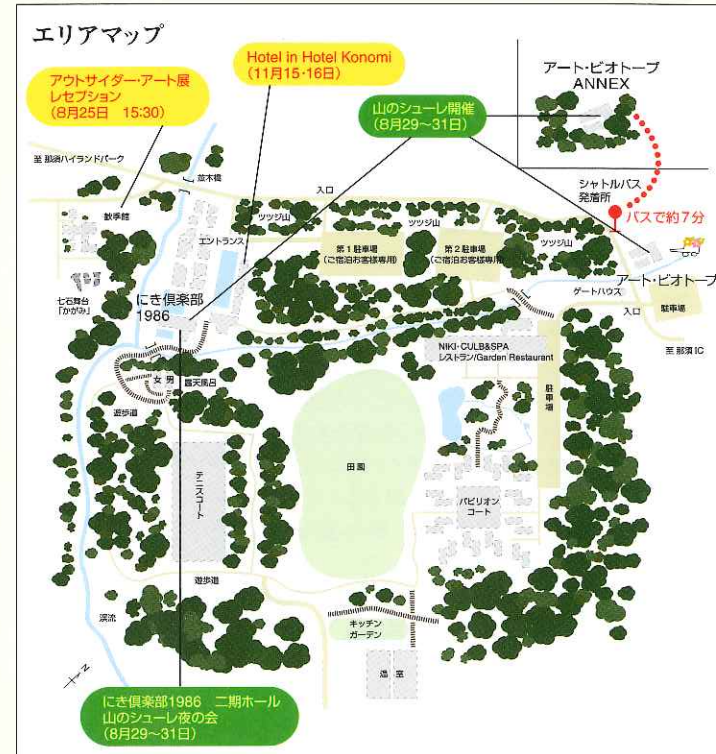 エリアマップ
アウトサイダー・アート展
レセプション
(8月25日 15:30)
Hotel in Hotel Konomi
(11月15・16日)
山のシューレ開催
(8月29〜31日)
アート・ビオトープ
ANNEX
至 那須ハイランドパーク
並木橋
入口
シャトルバス
発着所
バスで約7分
歓季館
ツツジ山
エントランス
第1駐車場
(ご宿泊お客様専用)
ツツジ山
第2駐車場
(ご宿泊お客様専用)
ツツジ山
アート・ビオトープ
七石舞台
「かがみ」
にき倶楽部
1986
ゲートハウス
入口
駐車場
NIKI-CULB&SPA
レストラン/Garden Restaurant
至 那須IC
女 男
露天風呂
遊歩道
駐車場
田園
テニスコート
パビリオン
コート
遊歩道
渓流
キッチン
ガーデン
N
温室
にき倶楽部1986 二期ホール
山のシューレ夜の会
(8月29〜31日)